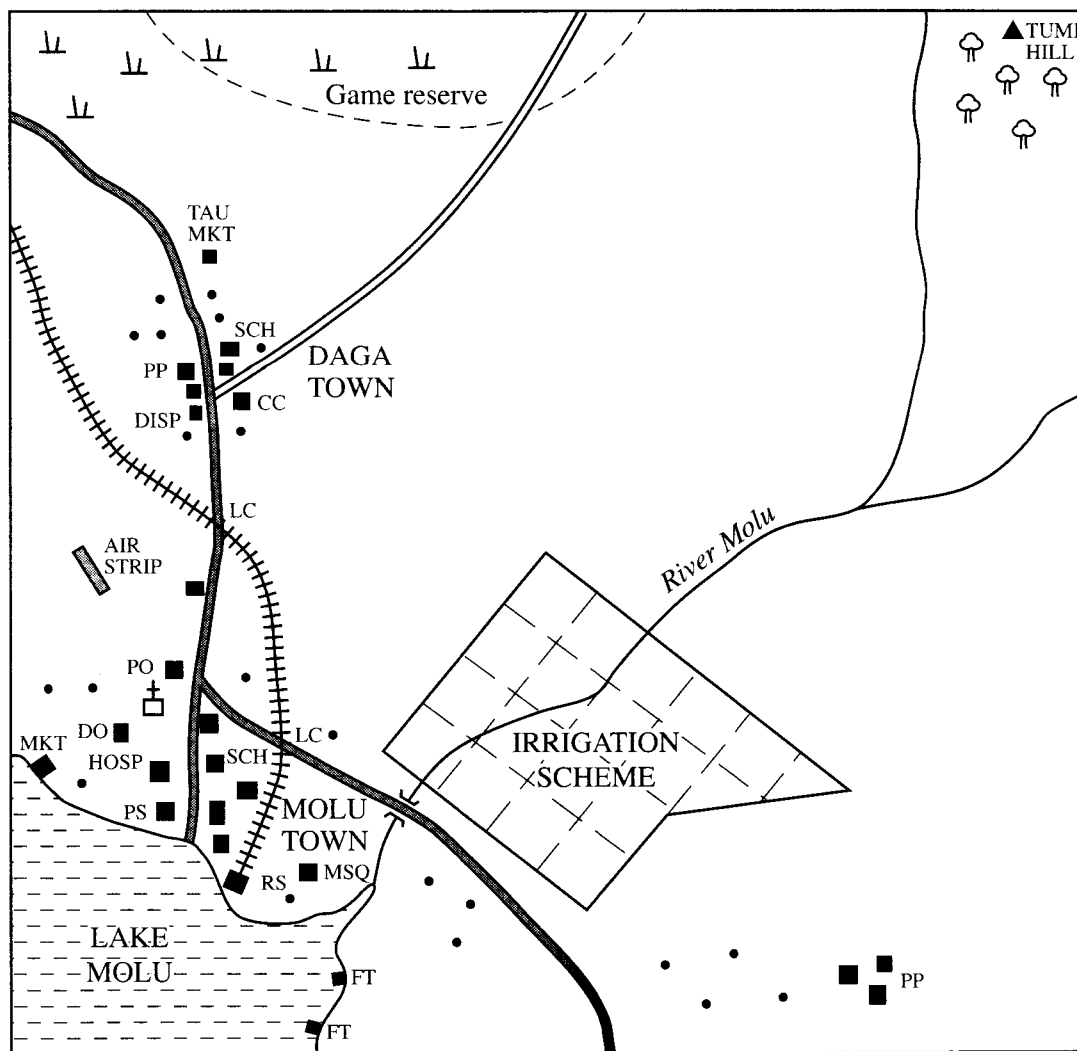 TUMI
HILL
Game reserve
TAU
MKT
SCH
PP
DAGA
TOWN
CC
DISP
LC
AIR
STRIP
River Molu
PO
DO
LC
MKT
HOSP
SCH
IRRIGATION
SCHEME
PS
MOLU
TOWN
RS
MSQ
LAKE
MOLU
FT
PP
FT